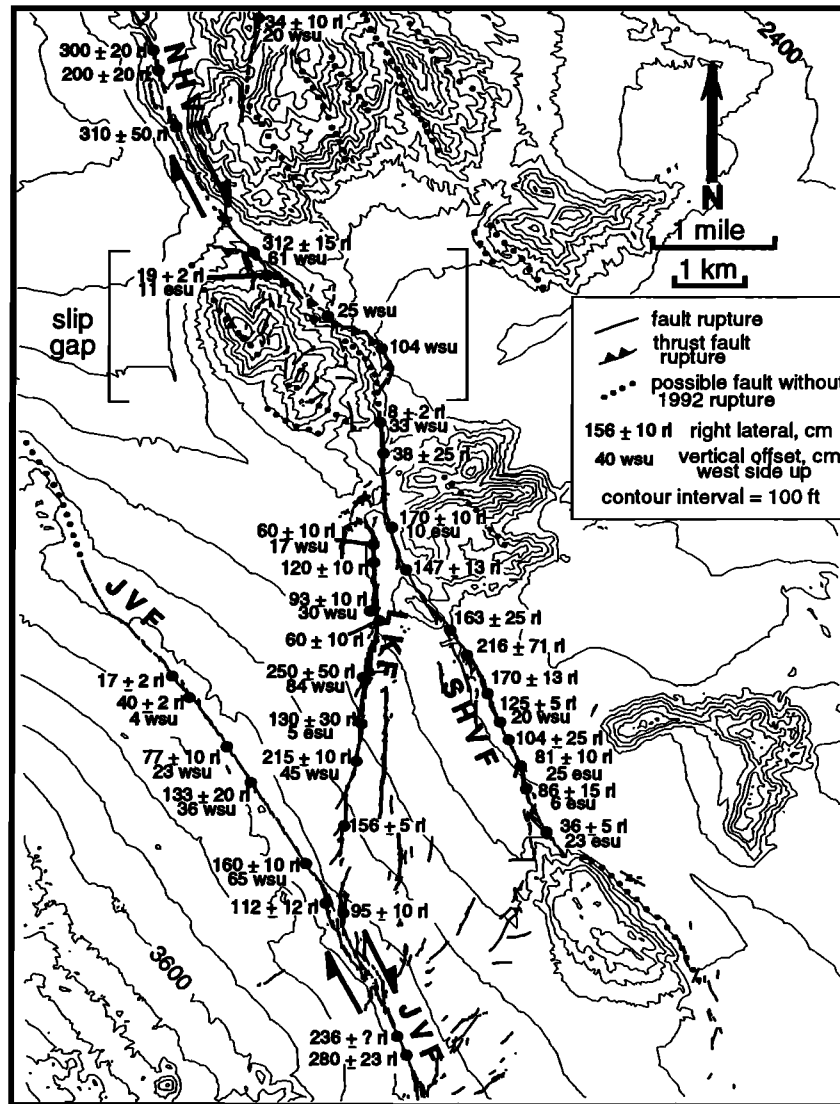 34 ± 10 rl
20 wsu
2400
300 ± 20 rl
200 ± 20 rl
NHVF
310 ± 50 rl
N
1 mile
1 km
312 ± 15 rl
61 wsu
19 ± 2 rl
11 esu
slip
gap
25 wsu
104 wsu
8 ± 2 rl
33 wsu
38 ± 25 rl
fault rupture
thrust fault
rupture
possible fault without
1992 rupture
156 ± 10 rl right lateral, cm
40 wsu vertical offset, cm
west side up
contour interval = 100 ft
170 ± 10 rl
10 esu
60 ± 10 rl
17 wsu
120 ± 10 rl
147 ± 13 rl
93 ± 10 rl
30 wsu
60 ± 10 rl
LKF
JVF
163 ± 25 rl
216 ± 71 rl
SHVF
170 ± 13 rl
125 ± 5 rl
20 wsu
104 ± 25 rl
81 ± 10 rl
25 esu
86 ± 15 rl
6 esu
36 ± 5 rl
23 esu
17 ± 2 rl
40 ± 2 rl
4 wsu
250 ± 50 rl
84 wsu
130 ± 30 rl
5 esu
77 ± 10 rl
23 wsu
215 ± 10 rl
45 wsu
133 ± 20 rl
36 wsu
156 ± 5 rl
160 ± 10 rl
65 wsu
112 ± 12 rl
95 ± 10 rl
3600
JVF
236 ± ? rl
280 ± 23 rl